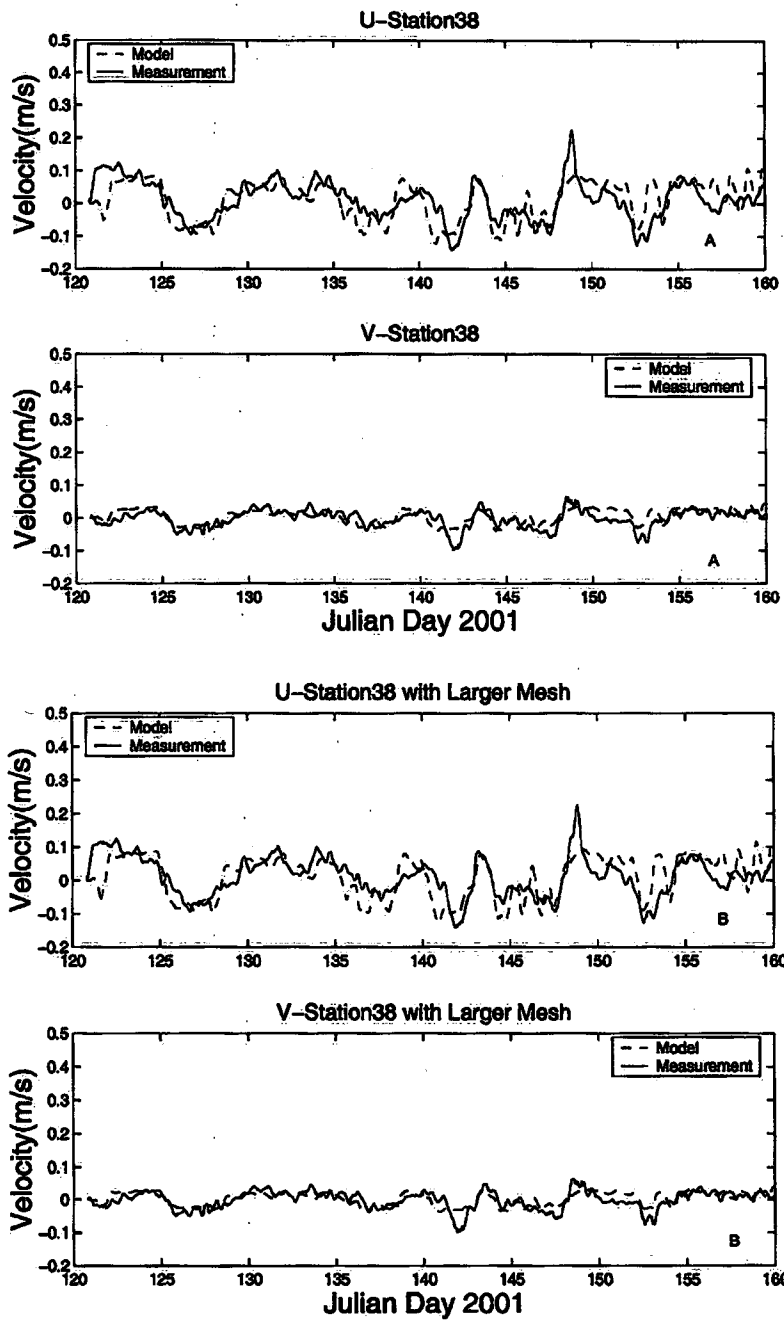 U-Station38
0.5
0.4
0.3
0.2
0.1
0
-0.1
-0.2
Velocity(m/s)
Model
Measurement
A
120 125 130 135 140 145 150 155 160
V-Station38
0.5
0.4
0.3
0.2
0.1
0
-0.1
-0.2
Velocity(m/s)
Model
Measurement
A
120 125 130 135 140 145 150 155 160
Julian Day 2001
U-Station38 with Larger Mesh
0.5
0.4
0.3
0.2
0.1
0
-0.1
-0.2
Velocity(m/s)
Model
Measurement
B
120 125 130 135 140 145 150 155 160
V-Station38 with Larger Mesh
0.5
0.4
0.3
0.2
0.1
0
-0.1
-0.2
Velocity(m/s)
Model
Measurement
B
120 125 130 135 140 145 150 155 160
Julian Day 2001